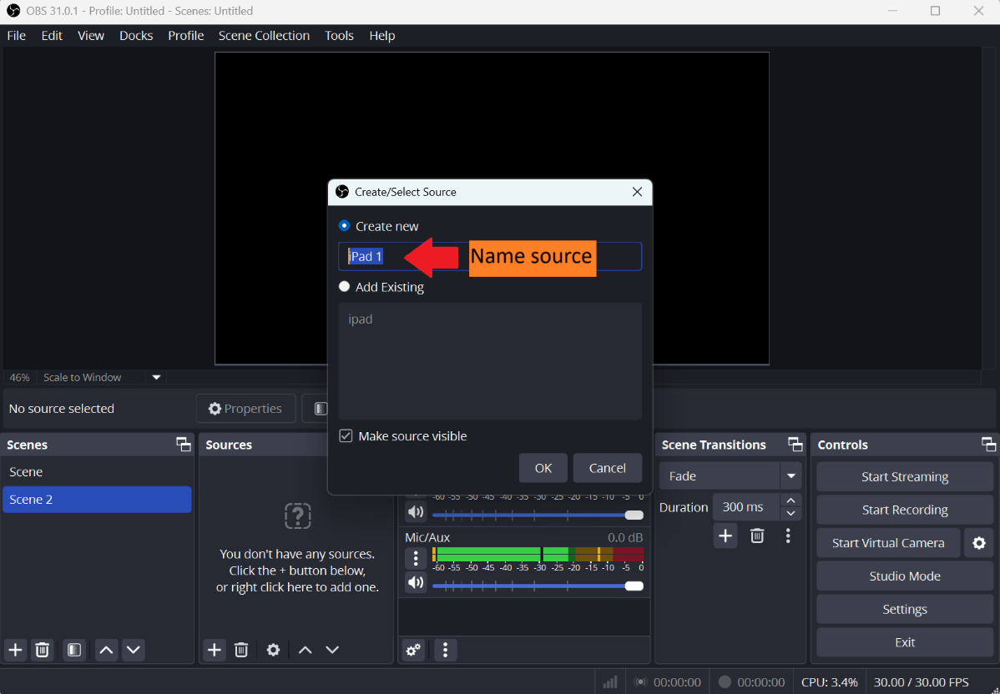 OBS 31.0.1 - Profile: Untitled - Scenes: Untitled
File Edit View Docks Profile Scene Collection Tools Help
Create/Select Source
Create new
iPad 1
Name source
Add Existing
ipad
Make source visible
OK Cancel
46% Scale to Window
No source selected
Properties
Scenes
Scene
Scene 2
Sources
You don't have any sources.
Click the + button below,
or right click here to add one.
-60 -55 -50 -45 -40 -35 -30 -25 -20 -15 -10 -5 0
Mic/Aux 0.0 dB
-60 -55 -50 -45 -40 -35 -30 -25 -20 -15 -10 -5 0
Scene Transitions
Fade
Duration 300 ms
Controls
Start Streaming
Start Recording
Start Virtual Camera
Studio Mode
Settings
Exit
00:00:00 00:00:00 CPU: 3.4% 30.00 / 30.00 FPS